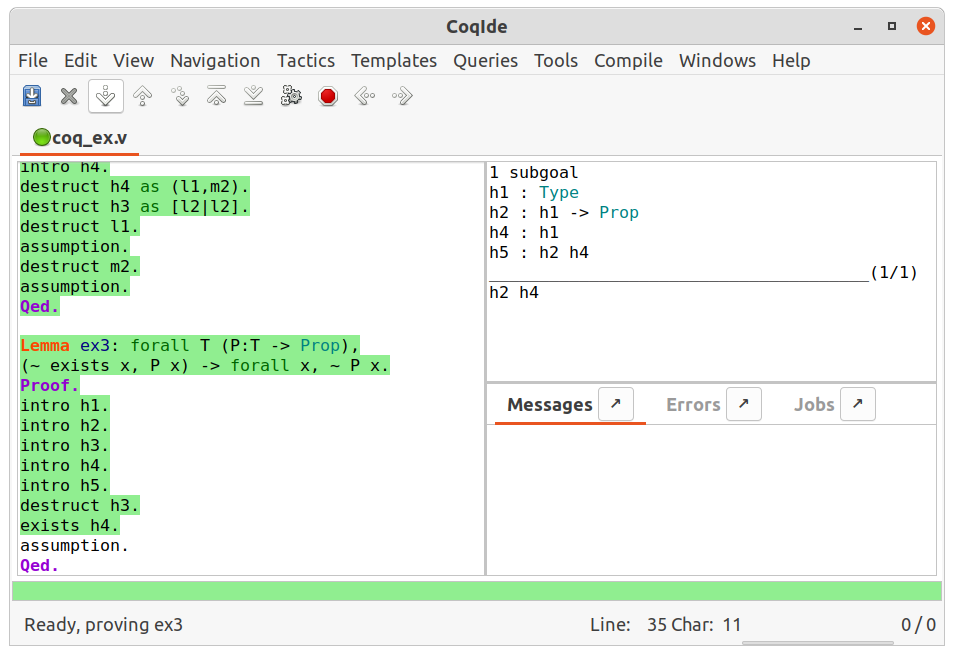 CoqIde
File Edit View Navigation Tactics Templates Queries Tools Compile Windows Help
coq_ex.v
intro h4.
destruct h4 as (l1,m2).
destruct h3 as [l2|l2].
destruct l1.
assumption.
destruct m2.
assumption.
Qed.
Lemma ex3: forall T (P:T -> Prop),
(~ exists x, P x) -> forall x, ~ P x.
Proof.
intro h1.
intro h2.
intro h3.
intro h4.
intro h5.
destruct h3.
exists h4.
assumption.
Qed.
1 subgoal
h1 : Type
h2 : h1 -> Prop
h4 : h1
h5 : h2 h4
(1/1)
h2 h4
Messages Errors Jobs
Ready, proving ex3 Line: 35 Char: 11 0 / 0